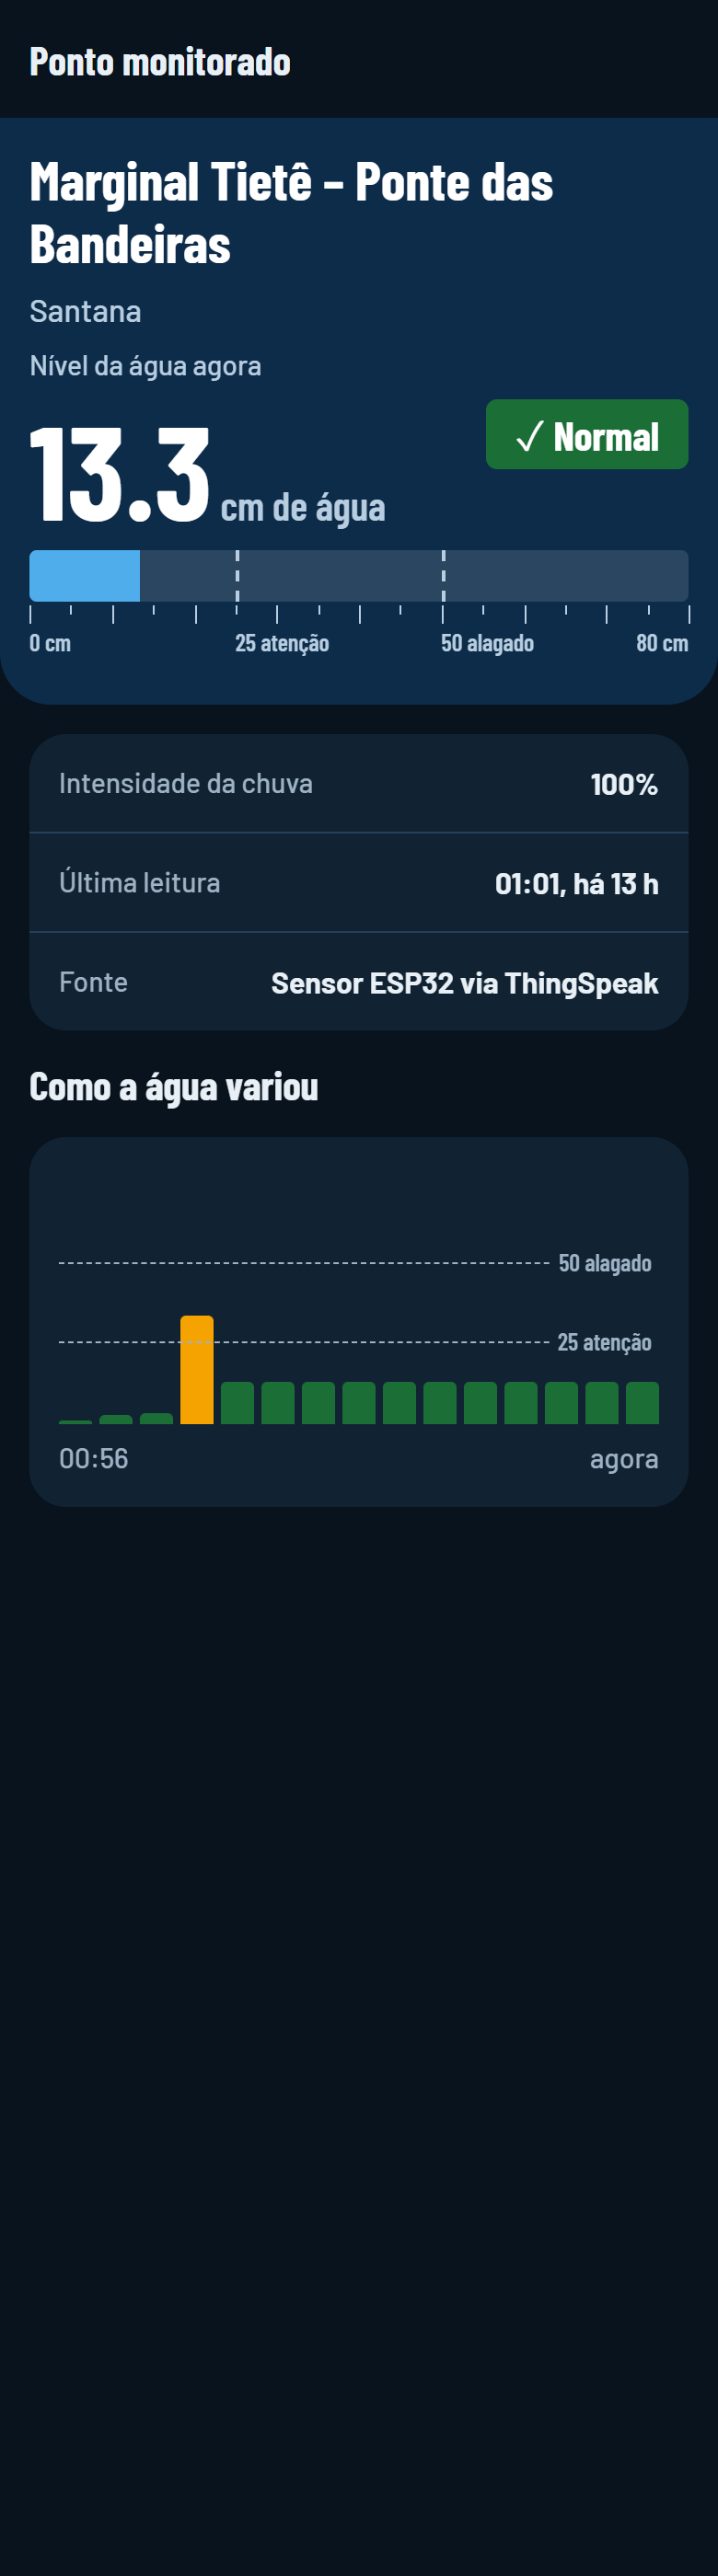 Ponto monitorado
Marginal Tietê – Ponte das
Bandeiras
Santana
Nível da água agora
✓ Normal
13.3 cm de água
0 cm 25 atenção 50 alagado 80 cm
Intensidade da chuva 100%
Última leitura 01:01, há 13 h
Fonte Sensor ESP32 via ThingSpeak
Como a água variou
50 alagado
25 atenção
00:56 agora